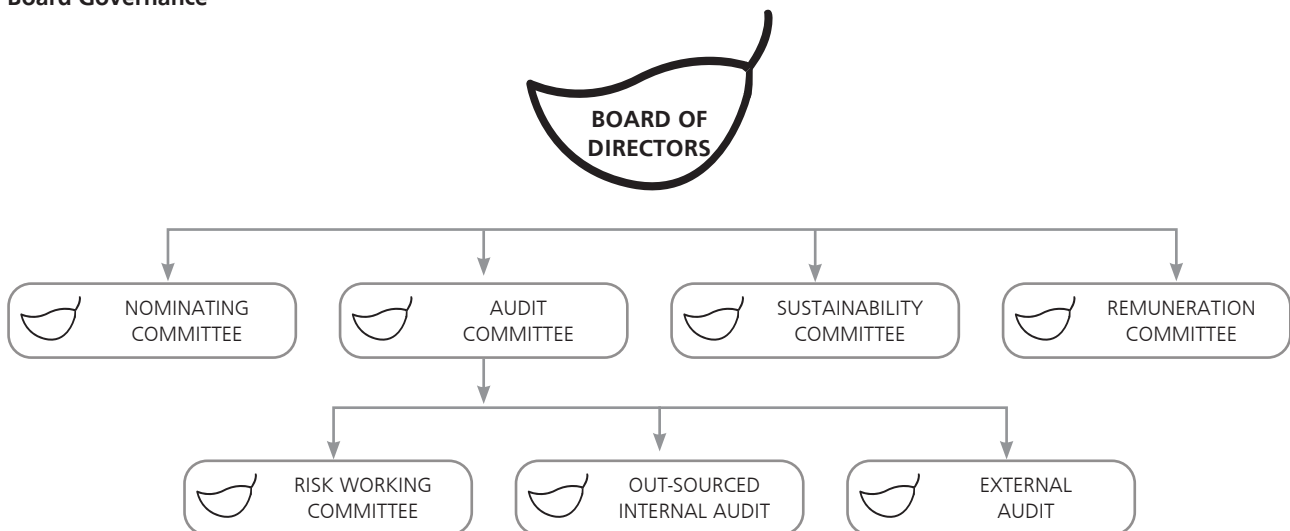 Board Governance
BOARD OF
DIRECTORS
NOMINATING
COMMITTEE
AUDIT
COMMITTEE
SUSTAINABILITY
COMMITTEE
REMUNERATION
COMMITTEE
RISK WORKING
COMMITTEE
OUT-SOURCED
INTERNAL AUDIT
EXTERNAL
AUDIT